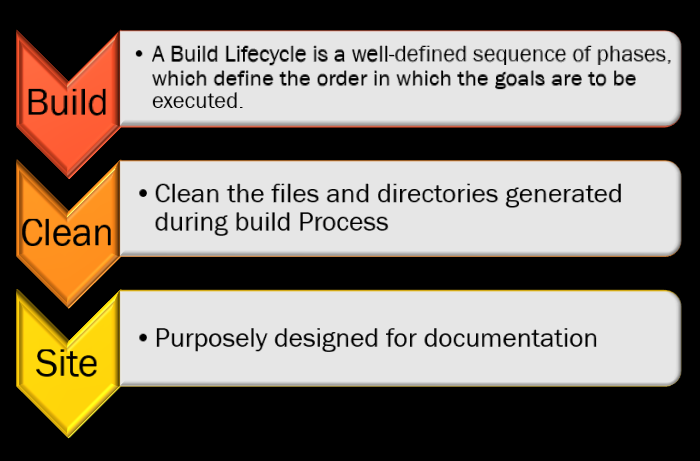 Build
• A Build Lifecycle is a well-defined sequence of phases,
which define the order in which the goals are to be
executed.
Clean
• Clean the files and directories generated
during build Process
Site
• Purposely designed for documentation